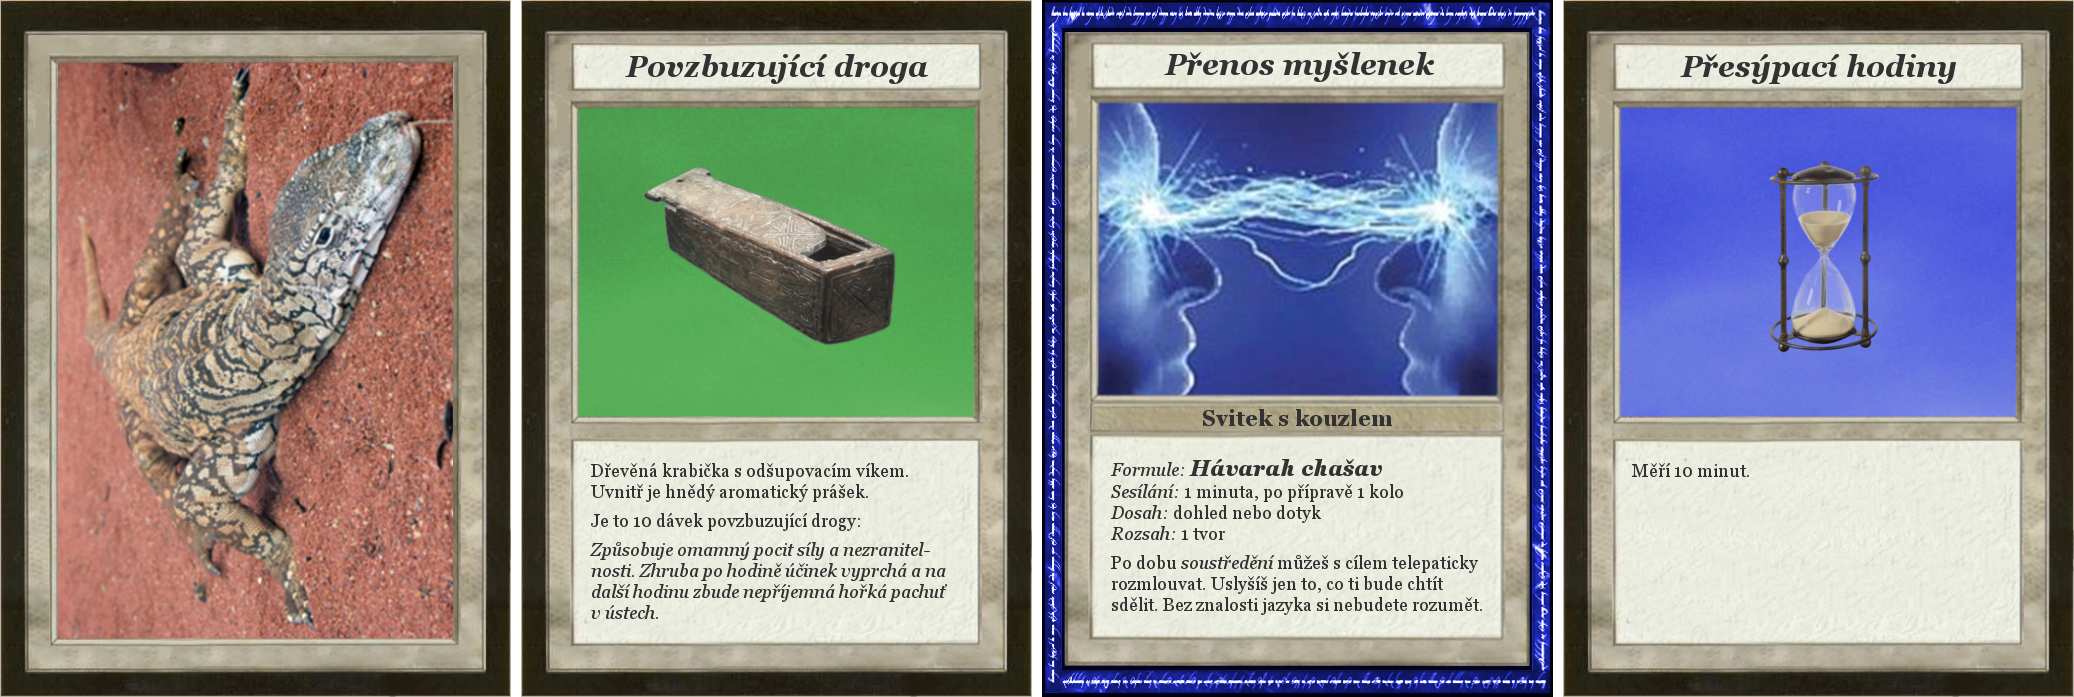 Povzbuzující droga
Dřevěná krabička s odšupovacím víkem.
Uvnitř je hnědý aromatický prášek.
Je to 10 dávek povzbuzující drogy:
Způsobuje omamný pocit síly a nezranitel-
nosti. Zhruba po hodině účinek vyprchá a na
další hodinu zbude nepříjemná hořká pachuť
v ústech.
Přenos myšlenek
Svitek s kouzlem
Formule: Hávarah chašav
Sesílání: 1 minuta, po přípravě 1 kolo
Dosah: dohled nebo dotyk
Rozsah: 1 tvor
Po dobu soustředění můžeš s cílem telepaticky
rozmlouvat. Uslyšíš jen to, co ti bude chtít
sdělit. Bez znalosti jazyka si nebudete rozumět.
Přesýpací hodiny
Měří 10 minut.